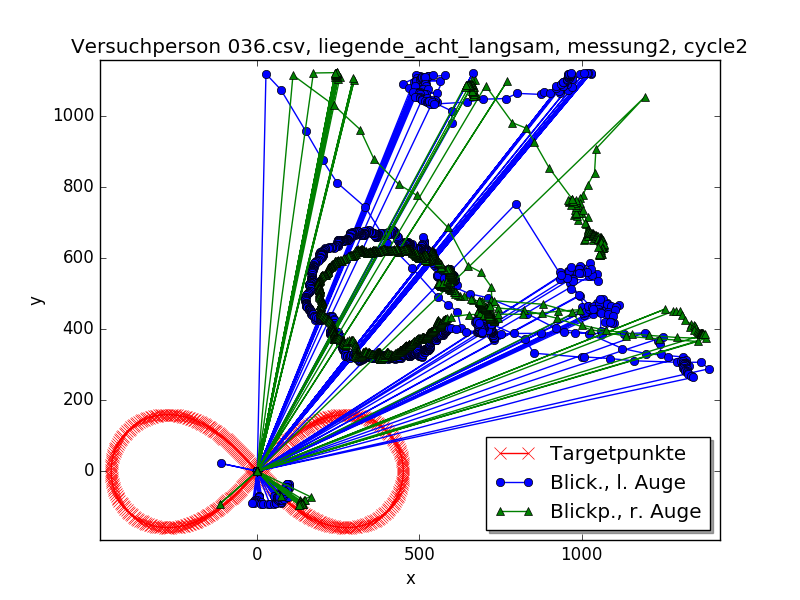 Versuchperson 036.csv, liegende_acht_langsam, messung2, cycle2
1000
800
600
400
200
0
y
0 500 1000
x
Targetpunkte
Blick., l. Auge
Blickp., r. Auge